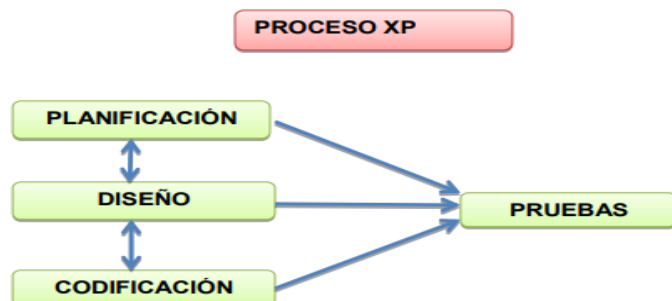 PROCESO XP
PLANIFICACIÓN
DISEÑO
PRUEBAS
CODIFICACIÓN